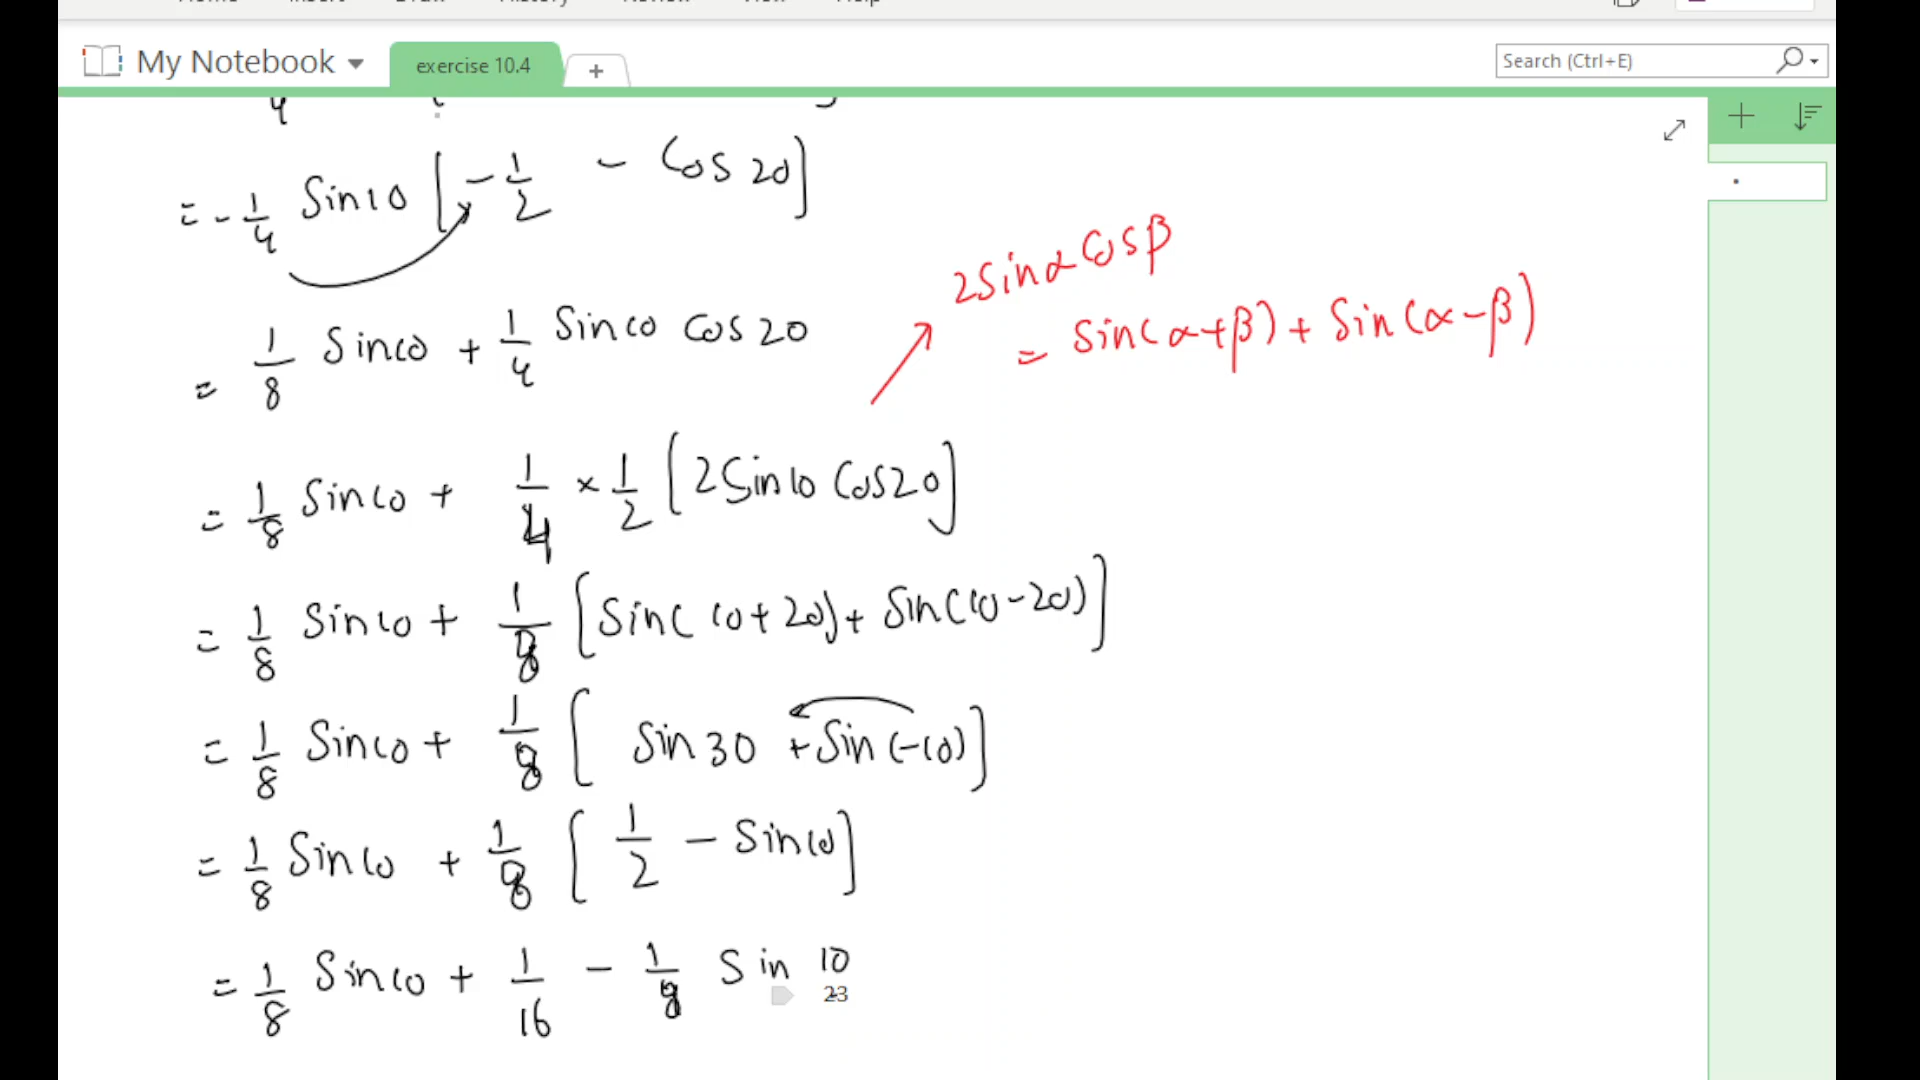 My Notebook
exercise 10.4
+
Search (Ctrl+E)
= - 1/4 Sin10 [ - 1/2 - Cos 20 ]
= 1/8 Sin10 + 1/4 Sin10 Cos 20
2Sinα Cosβ
= Sin(α+β) + Sin(α-β)
= 1/8 Sin10 + 1/4 × 1/2 [ 2Sin10 Cos20 ]
= 1/8 Sin10 + 1/8 [ Sin(10+20) + Sin(10-20) ]
= 1/8 Sin10 + 1/8 [ Sin30 + Sin(-10) ]
= 1/8 Sin10 + 1/8 [ 1/2 - Sin10 ]
= 1/8 Sin10 + 1/16 - 1/8 Sin 10
23